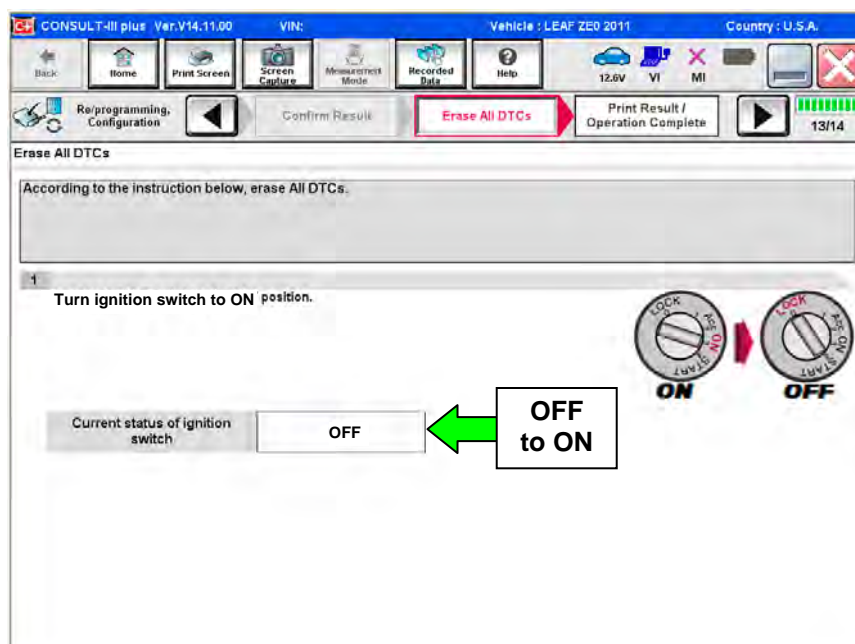 C+ CONSULT-III plus Ver.V14.11.00 VIN: Vehicle : LEAF ZE0 2011 Country : U.S.A.
Back Home Print Screen Screen Capture Measurement Mode Recorded Data Help 12.6V VI MI
Re/programming, Configuration Confirm Result Erase All DTCs Print Result / Operation Complete 13/14
Erase All DTCs
According to the instruction below, erase All DTCs.
1
Turn ignition switch to ON position.
LOCK 0 Acc ON START
LOCK 0 Acc ON START
ON OFF
Current status of ignition switch
OFF
OFF
to ON